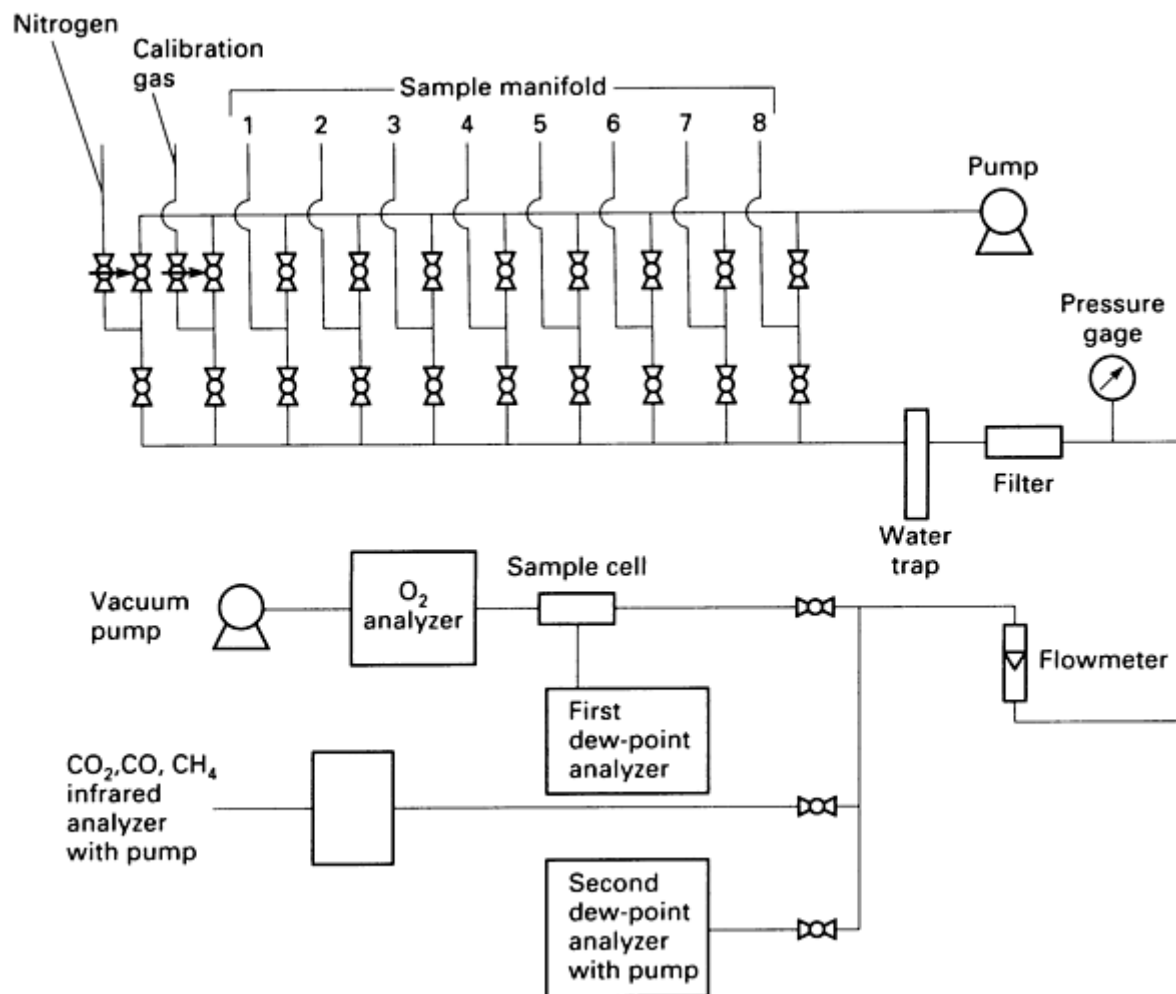 Nitrogen
Calibration
gas
Sample manifold
1 2 3 4 5 6 7 8
Pump
Pressure
gage
Filter
Water
trap
Vacuum
pump
O₂
analyzer
Sample cell
First
dew-point
analyzer
Flowmeter
CO₂,CO, CH₄
infrared
analyzer
with pump
Second
dew-point
analyzer
with pump